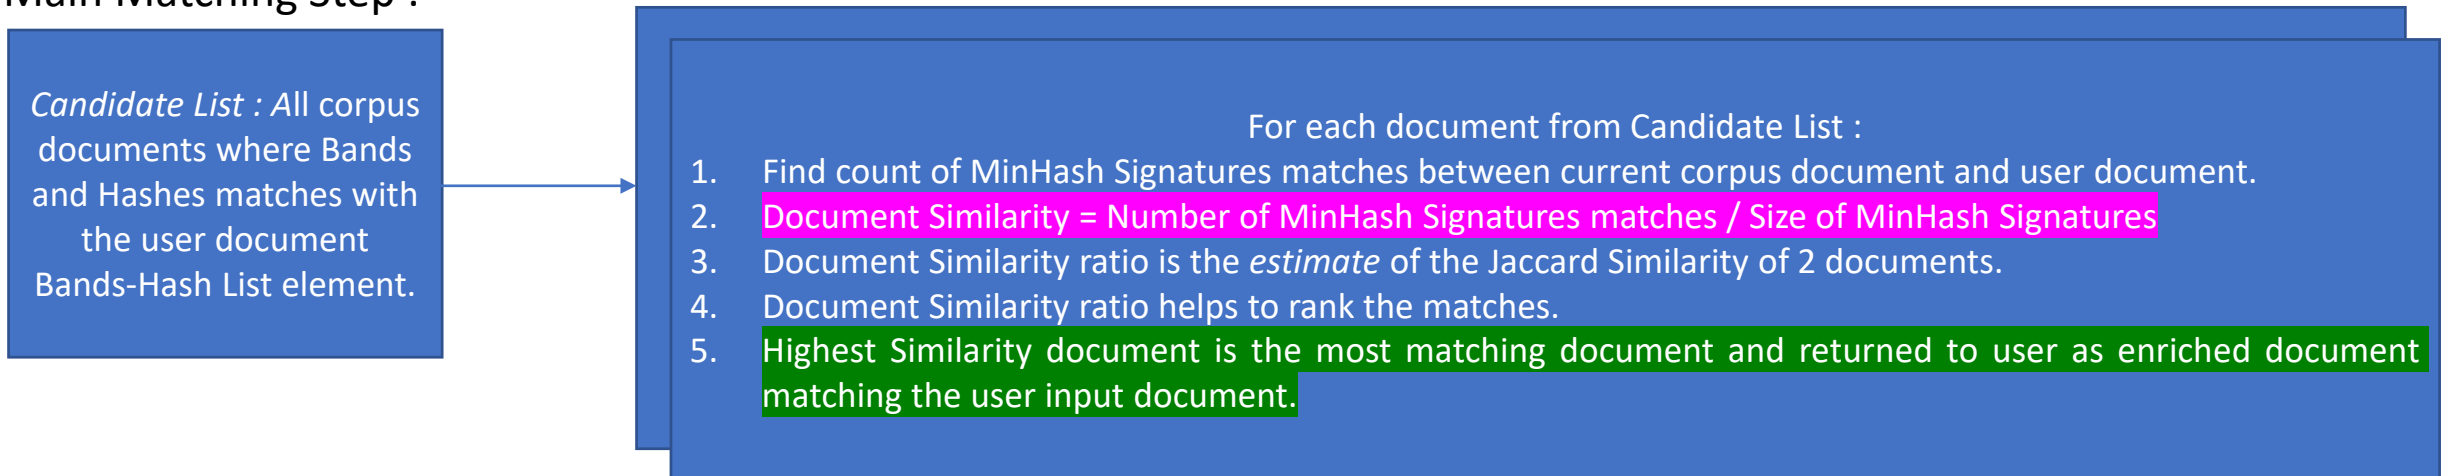 Main Matching Step :
Candidate List : All corpus
documents where Bands
and Hashes matches with
the user document
Bands-Hash List element.
For each document from Candidate List :
1. Find count of MinHash Signatures matches between current corpus document and user document.
2. Document Similarity = Number of MinHash Signatures matches / Size of MinHash Signatures
3. Document Similarity ratio is the estimate of the Jaccard Similarity of 2 documents.
4. Document Similarity ratio helps to rank the matches.
5. Highest Similarity document is the most matching document and returned to user as enriched document
matching the user input document.